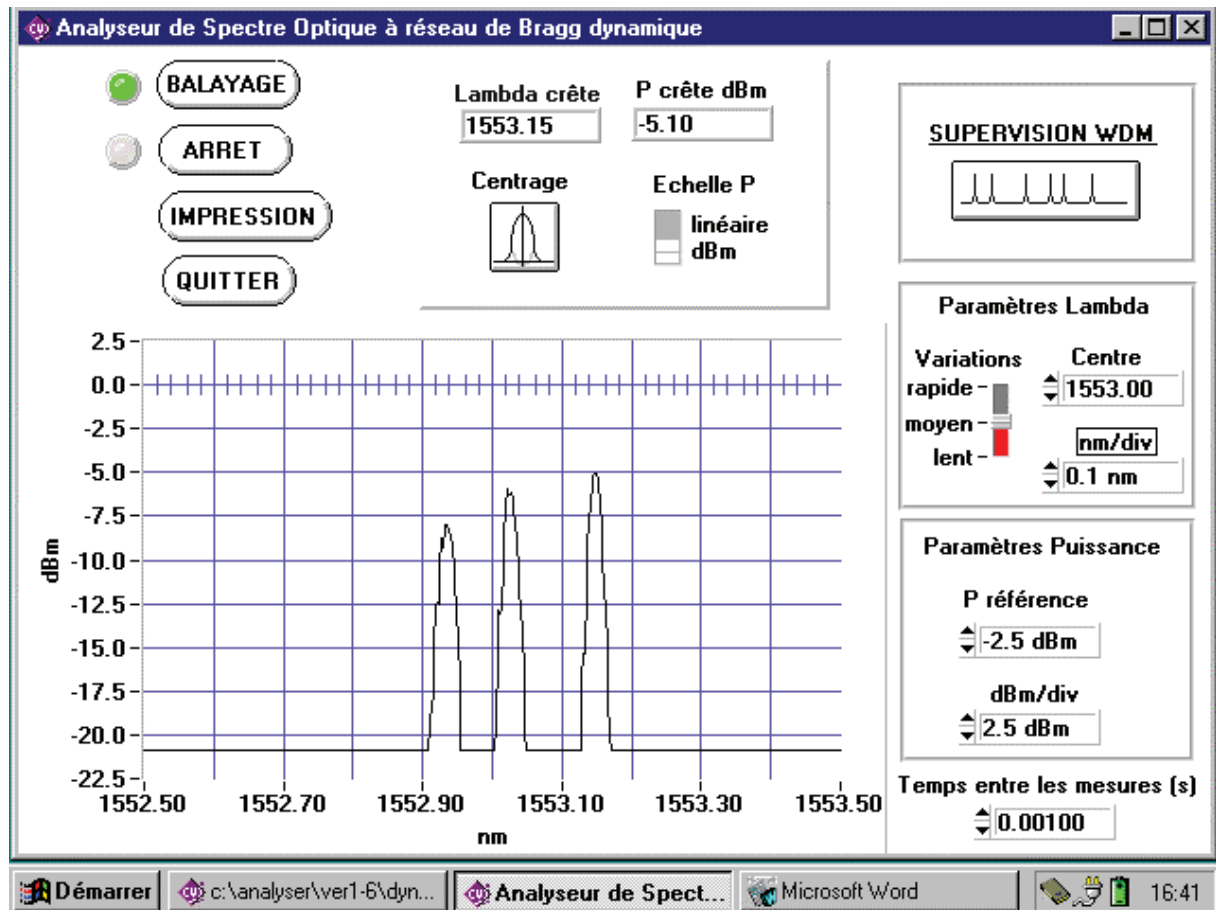 Analyseur de Spectre Optique à réseau de Bragg dynamique
BALAYAGE
ARRET
IMPRESSION
QUITTER
Lambda crête
1553.15
P crête dBm
-5.10
Centrage
Echelle P
linéaire
dBm
SUPERVISION WDM
Paramètres Lambda
Variations
rapide
moyen
lent
Centre
1553.00
nm/div
0.1 nm
Paramètres Puissance
P référence
-2.5 dBm
dBm/div
2.5 dBm
Temps entre les mesures (s)
0.00100
dBm
2.5
0.0
-2.5
-5.0
-7.5
-10.0
-12.5
-15.0
-17.5
-20.0
-22.5
1552.50 1552.70 1552.90 1553.10 1553.30 1553.50
nm
Démarrer
c:\analyser\ver1-6\dyn...
Analyseur de Spect...
Microsoft Word
16:41